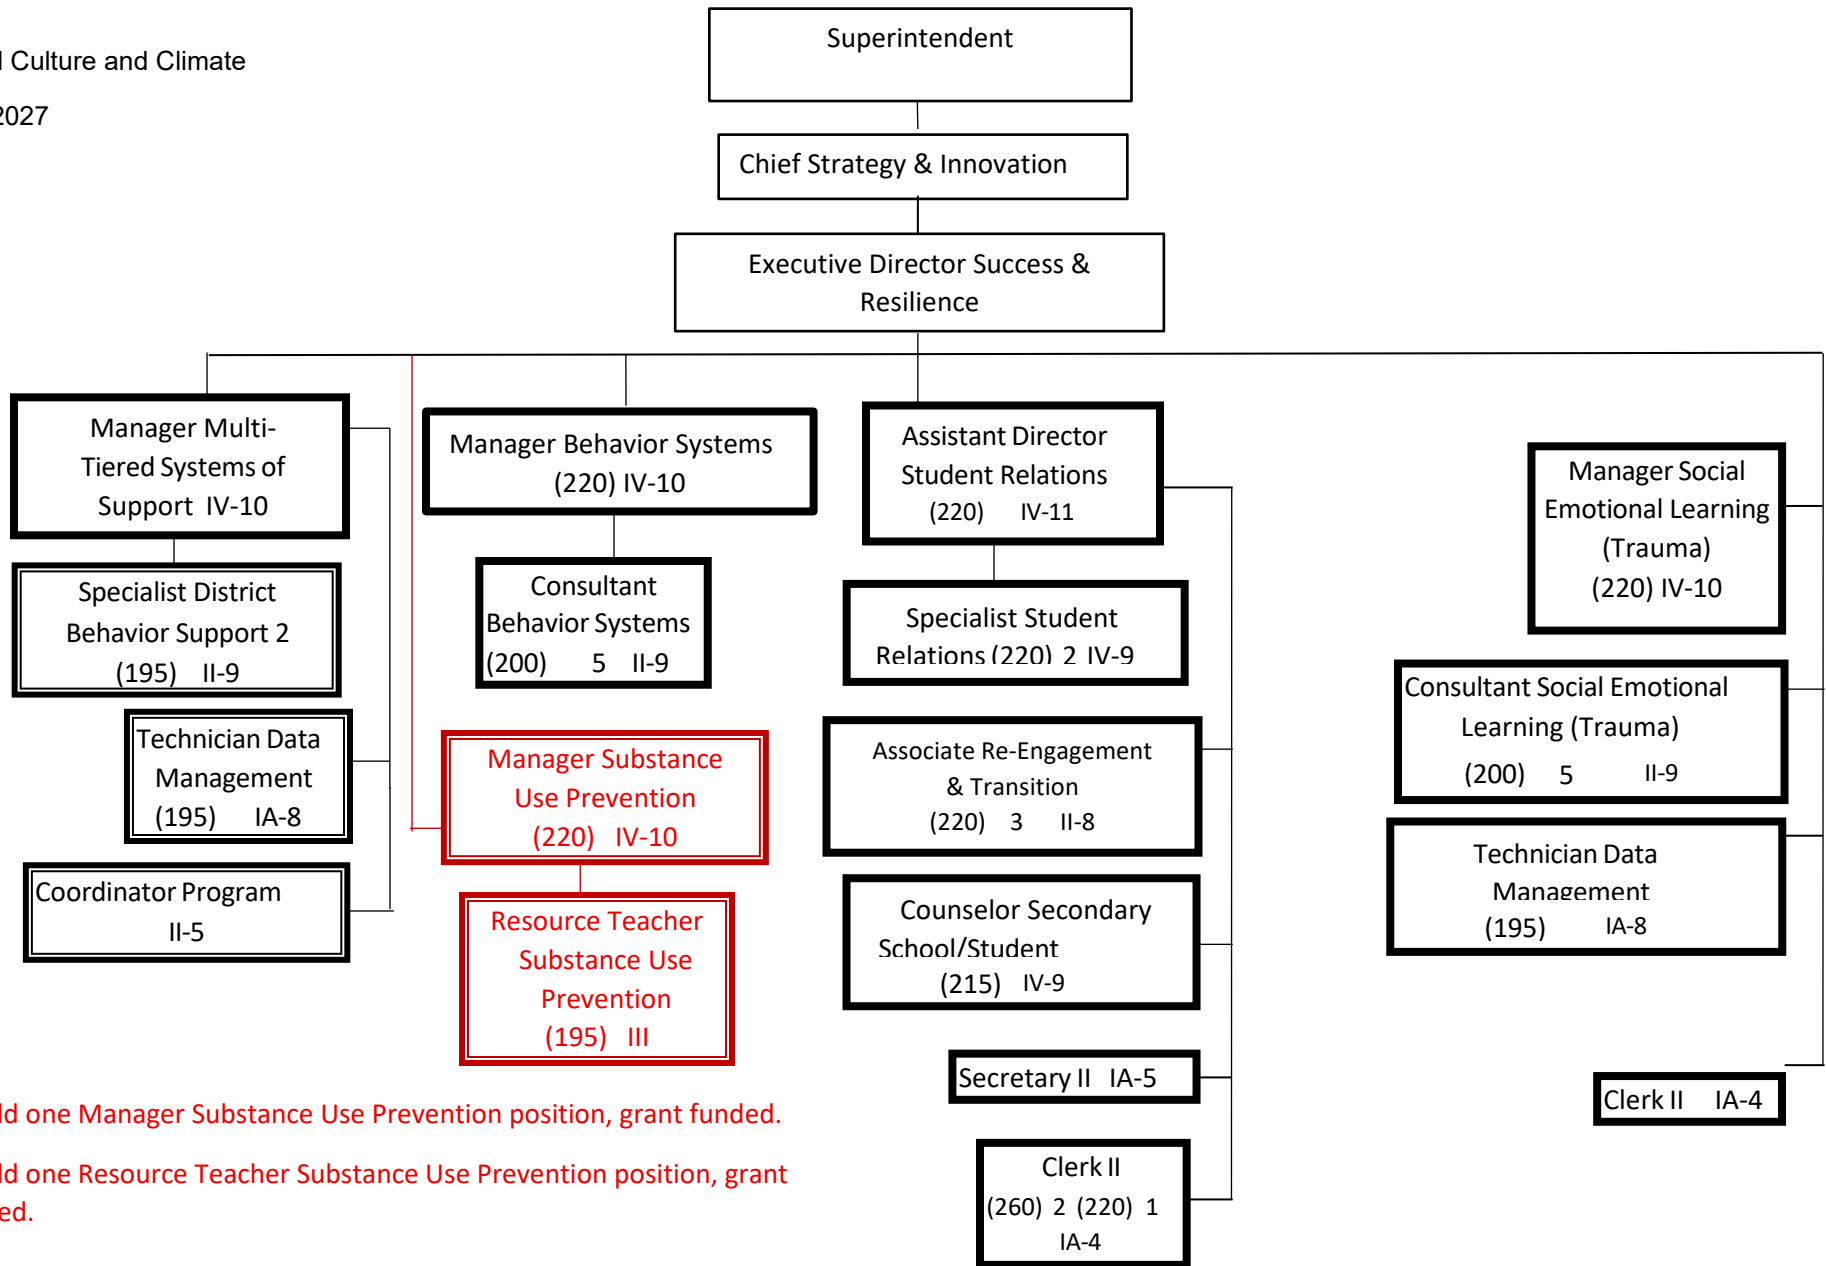 Culture and Climate
2027
Superintendent
Chief Strategy & Innovation
Executive Director Success &
Resilience
Manager Multi-
Tiered Systems of
Support IV-10
Specialist District
Behavior Support 2
(195) II-9
Technician Data
Management
(195) IA-8
Coordinator Program
II-5
Manager Behavior Systems
(220) IV-10
Consultant
Behavior Systems
(200) 5 II-9
Manager Substance
Use Prevention
(220) IV-10
Resource Teacher
Substance Use
Prevention
(195) III
Assistant Director
Student Relations
(220) IV-11
Specialist Student
Relations (220) 2 IV-9
Associate Re-Engagement
& Transition
(220) 3 II-8
Counselor Secondary
School/Student
(215) IV-9
Secretary II IA-5
Clerk II
(260) 2 (220) 1
IA-4
Manager Social
Emotional Learning
(Trauma)
(220) IV-10
Consultant Social Emotional
Learning (Trauma)
(200) 5 II-9
Technician Data
Management
(195) IA-8
Clerk II IA-4
one Manager Substance Use Prevention position, grant funded.
one Resource Teacher Substance Use Prevention position, grant